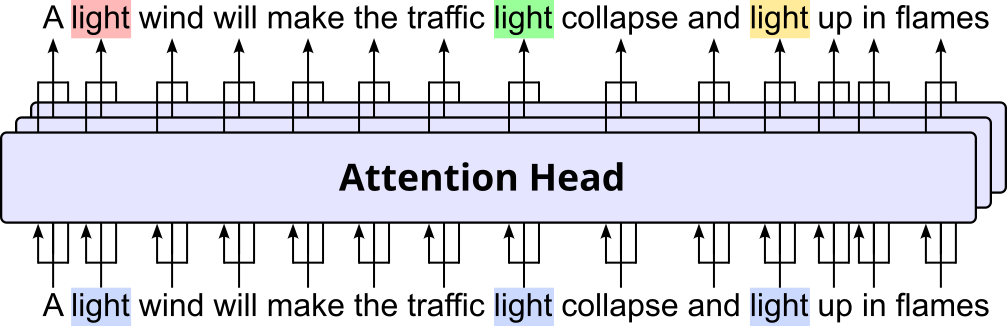 A light wind will make the traffic light collapse and light up in flames
Attention Head
A light wind will make the traffic light collapse and light up in flames